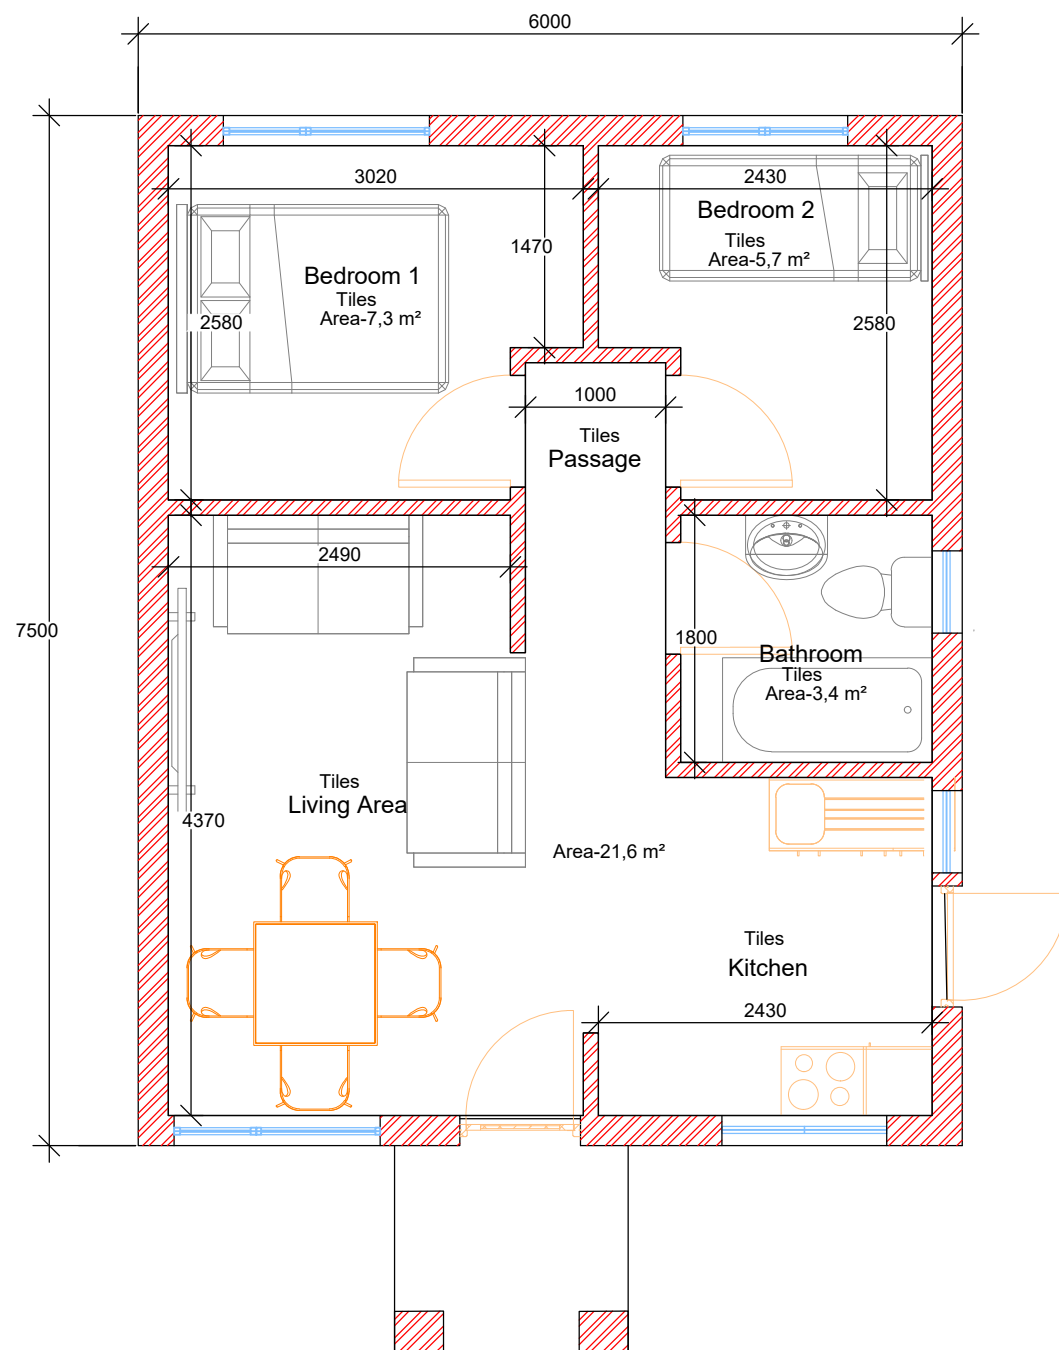 6000
3020
2430
Bedroom 2
Tiles
Area-5,7 m²
1470
Bedroom 1
Tiles
Area-7,3 m²
2580
2580
1000
Tiles
Passage
2490
7500
1800
Bathroom
Tiles
Area-3,4 m²
Tiles
Living Area
4370
Area-21,6 m²
Tiles
Kitchen
2430